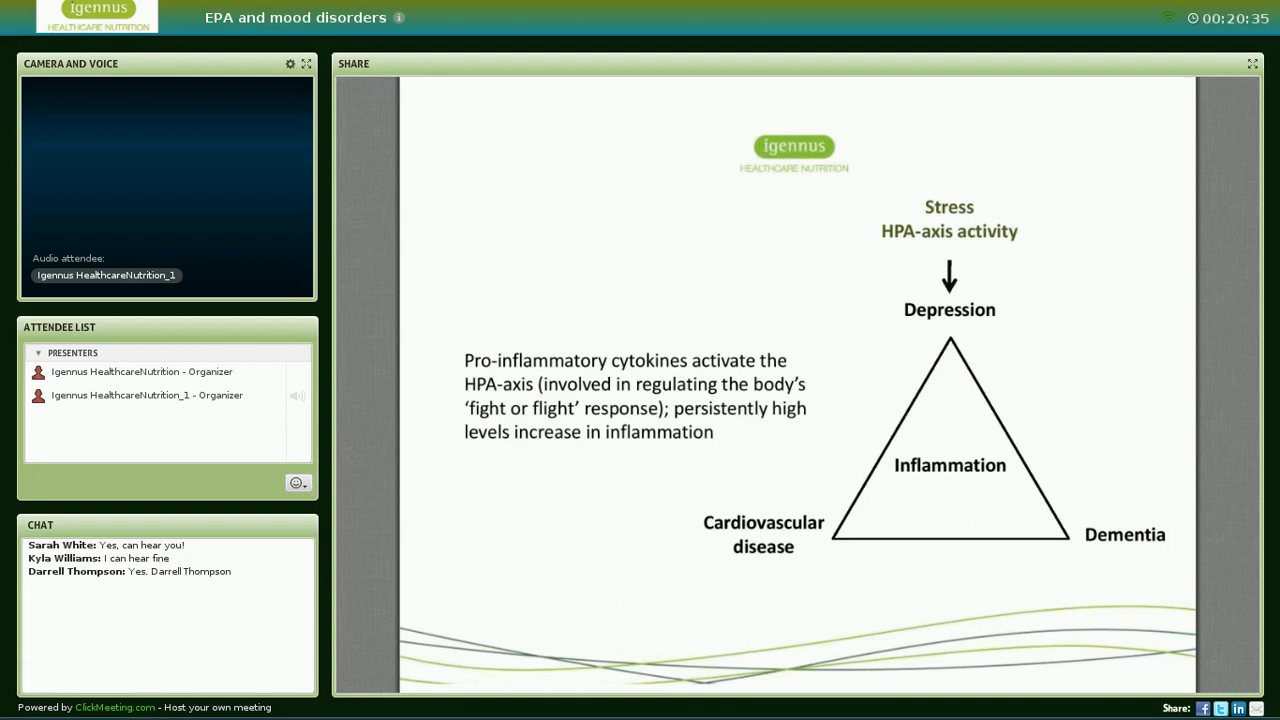 igennus
HEALTHCARE NUTRITION
EPA and mood disorders
00:20:35
CAMERA AND VOICE
Audio attendee:
Igennus HealthcareNutrition_1
ATTENDEE LIST
PRESENTERS
Igennus HealthcareNutrition - Organizer
Igennus HealthcareNutrition_1 - Organizer
CHAT
Sarah White: Yes, can hear you!
Kyla Williams: I can hear fine
Darrell Thompson: Yes. Darrell Thompson
SHARE
igennus
HEALTHCARE NUTRITION
Stress
HPA-axis activity
Depression
Pro-inflammatory cytokines activate the
HPA-axis (involved in regulating the body’s
‘fight or flight’ response); persistently high
levels increase in inflammation
Inflammation
Cardiovascular
disease
Dementia
Powered by ClickMeeting.com - Host your own meeting
Share: